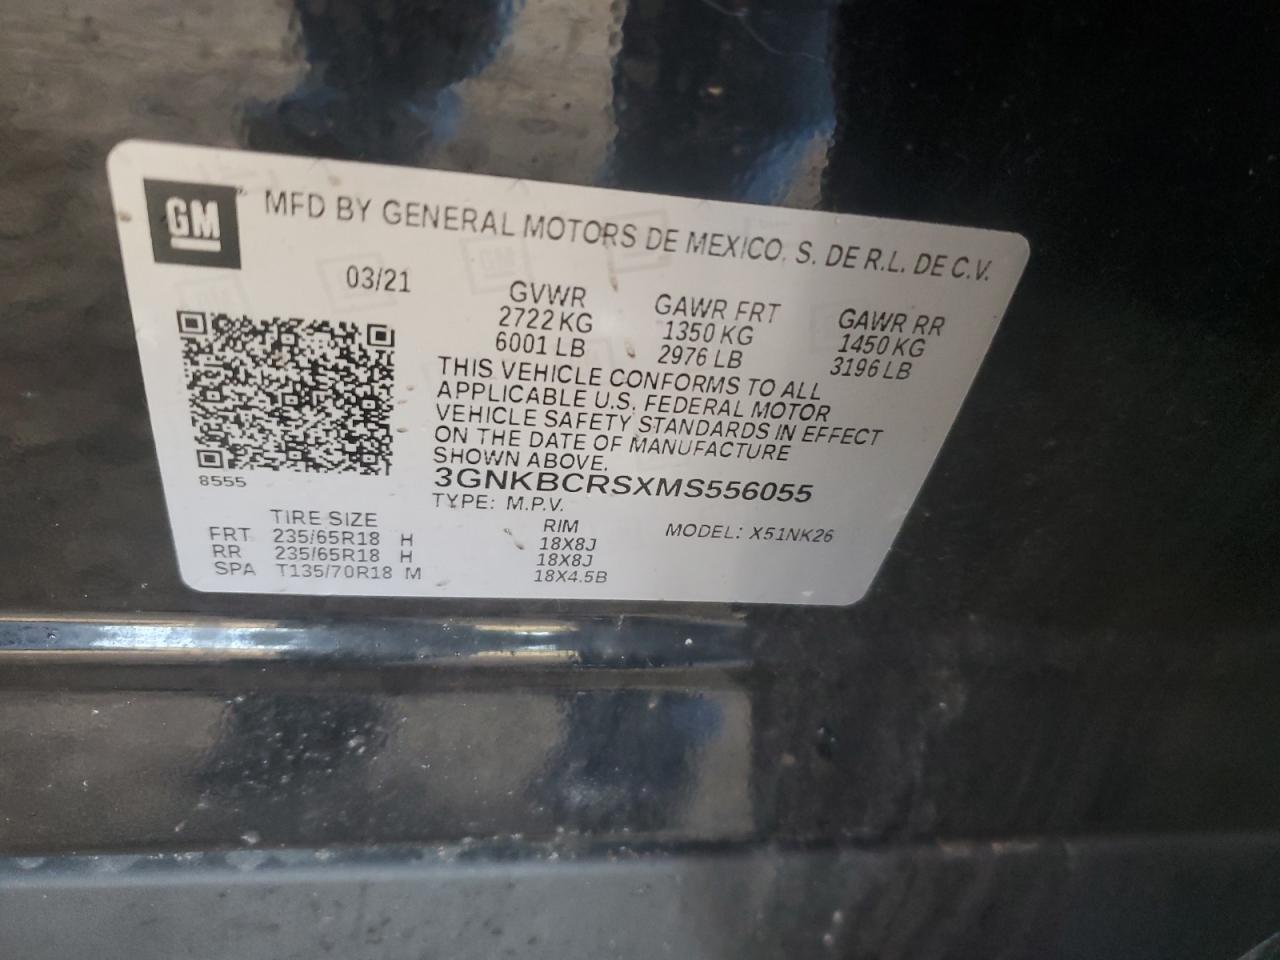 GM MFD BY GENERAL MOTORS DE MEXICO, S. DE R.L. DE C.V.
03/21
GVWR GAWR FRT GAWR RR
2722 KG 1350 KG 1450 KG
6001 LB 2976 LB 3196 LB
THIS VEHICLE CONFORMS TO ALL
APPLICABLE U.S. FEDERAL MOTOR
VEHICLE SAFETY STANDARDS IN EFFECT
ON THE DATE OF MANUFACTURE
SHOWN ABOVE.
8555
3GNKBCRSXMS556055
TYPE: M.P.V.
TIRE SIZE RIM MODEL: X51NK26
FRT 235/65R18 H 18X8J
RR 235/65R18 H 18X8J
SPA T135/70R18 M 18X4.5B